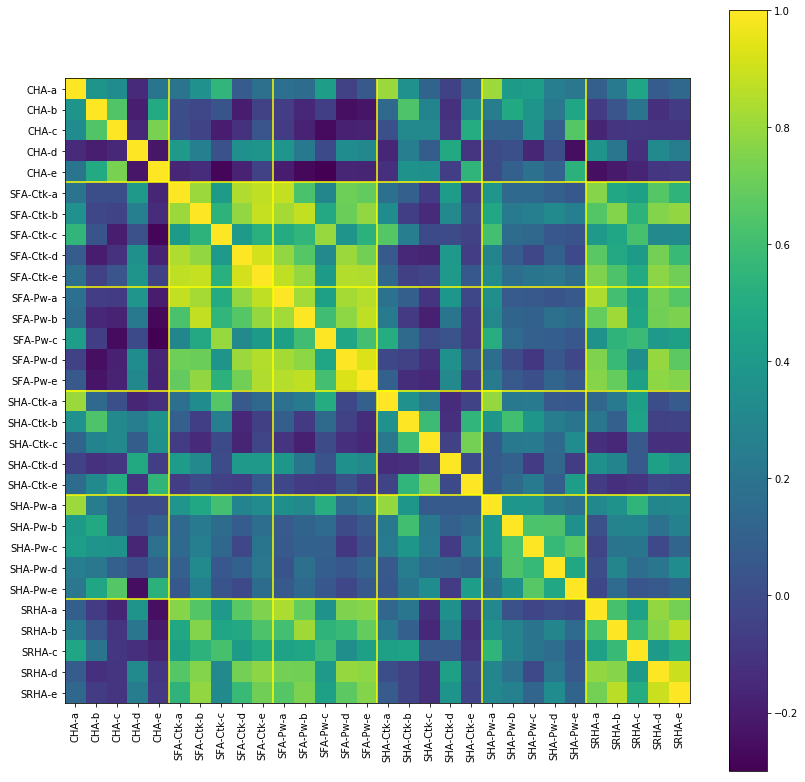 CHA-a
CHA-b
CHA-c
CHA-d
CHA-e
SFA-Ctk-a
SFA-Ctk-b
SFA-Ctk-c
SFA-Ctk-d
SFA-Ctk-e
SFA-Pw-a
SFA-Pw-b
SFA-Pw-c
SFA-Pw-d
SFA-Pw-e
SHA-Ctk-a
SHA-Ctk-b
SHA-Ctk-c
SHA-Ctk-d
SHA-Ctk-e
SHA-Pw-a
SHA-Pw-b
SHA-Pw-c
SHA-Pw-d
SHA-Pw-e
SRHA-a
SRHA-b
SRHA-c
SRHA-d
SRHA-e
CHA-a
CHA-b
CHA-c
CHA-d
CHA-e
SFA-Ctk-a
SFA-Ctk-b
SFA-Ctk-c
SFA-Ctk-d
SFA-Ctk-e
SFA-Pw-a
SFA-Pw-b
SFA-Pw-c
SFA-Pw-d
SFA-Pw-e
SHA-Ctk-a
SHA-Ctk-b
SHA-Ctk-c
SHA-Ctk-d
SHA-Ctk-e
SHA-Pw-a
SHA-Pw-b
SHA-Pw-c
SHA-Pw-d
SHA-Pw-e
SRHA-a
SRHA-b
SRHA-c
SRHA-d
SRHA-e
1.0
0.8
0.6
0.4
0.2
0.0
−0.2